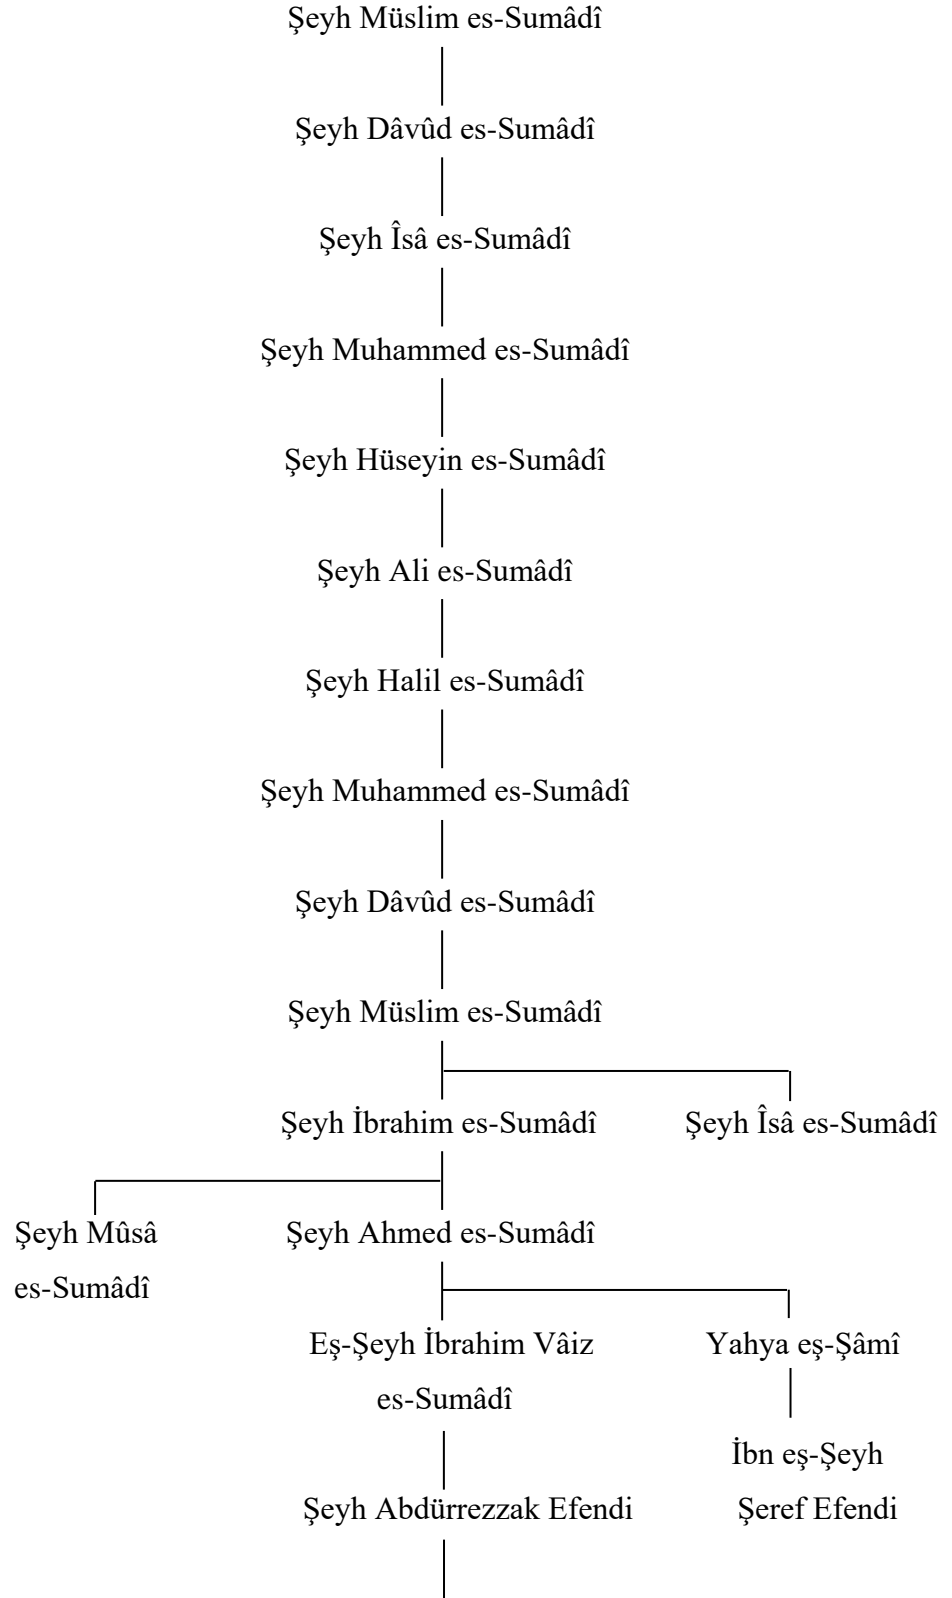 Şeyh Müslim es-Sumâdî
Şeyh Dâvûd es-Sumâdî
Şeyh Îsâ es-Sumâdî
Şeyh Muhammed es-Sumâdî
Şeyh Hüseyin es-Sumâdî
Şeyh Ali es-Sumâdî
Şeyh Halil es-Sumâdî
Şeyh Muhammed es-Sumâdî
Şeyh Dâvûd es-Sumâdî
Şeyh Müslim es-Sumâdî
Şeyh İbrahim es-Sumâdî
Şeyh Îsâ es-Sumâdî
Şeyh Mûsâ
es-Sumâdî
Şeyh Ahmed es-Sumâdî
Eş-Şeyh İbrahim Vâiz
es-Sumâdî
Yahya eş-Şâmî
İbn eş-Şeyh
Şeref Efendi
Şeyh Abdürrezzak Efendi